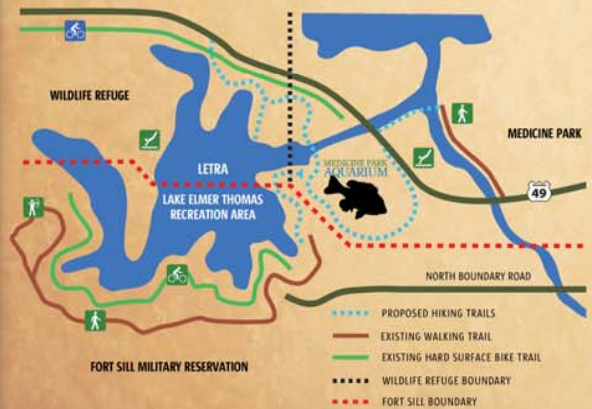 WILDLIFE REFUGE
MEDICINE PARK
LETRA
MEDICINE PARK
AQUARIUM
49
LAKE ELMER THOMAS
RECREATION AREA
NORTH BOUNDARY ROAD
PROPOSED HIKING TRAILS
EXISTING WALKING TRAIL
EXISTING HARD SURFACE BIKE TRAIL
WILDLIFE REFUGE BOUNDARY
FORT SILL BOUNDARY
FORT SILL MILITARY RESERVATION